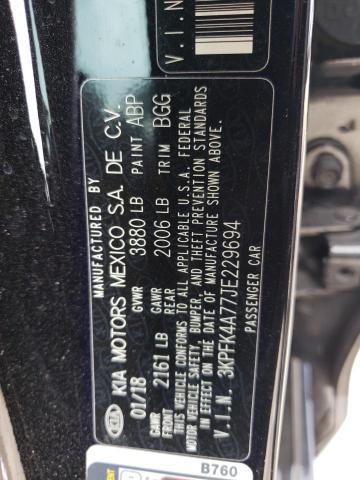 V.I.N.
MANUFACTURED BY
KIA MOTORS MEXICO S.A. DE C.V.
01/18 GVWR 3880 LB PAINT ABP
GAWR FRONT 2161 LB GAWR REAR 2006 LB TRIM BGG
THIS VEHICLE CONFORMS TO ALL APPLICABLE U.S.A. FEDERAL
MOTOR VEHICLE SAFETY, BUMPER, AND THEFT PREVENTION STANDARDS
IN EFFECT ON THE DATE OF MANUFACTURE SHOWN ABOVE.
V.I.N. 3KPFK4A77JE229694
PASSENGER CAR
B760